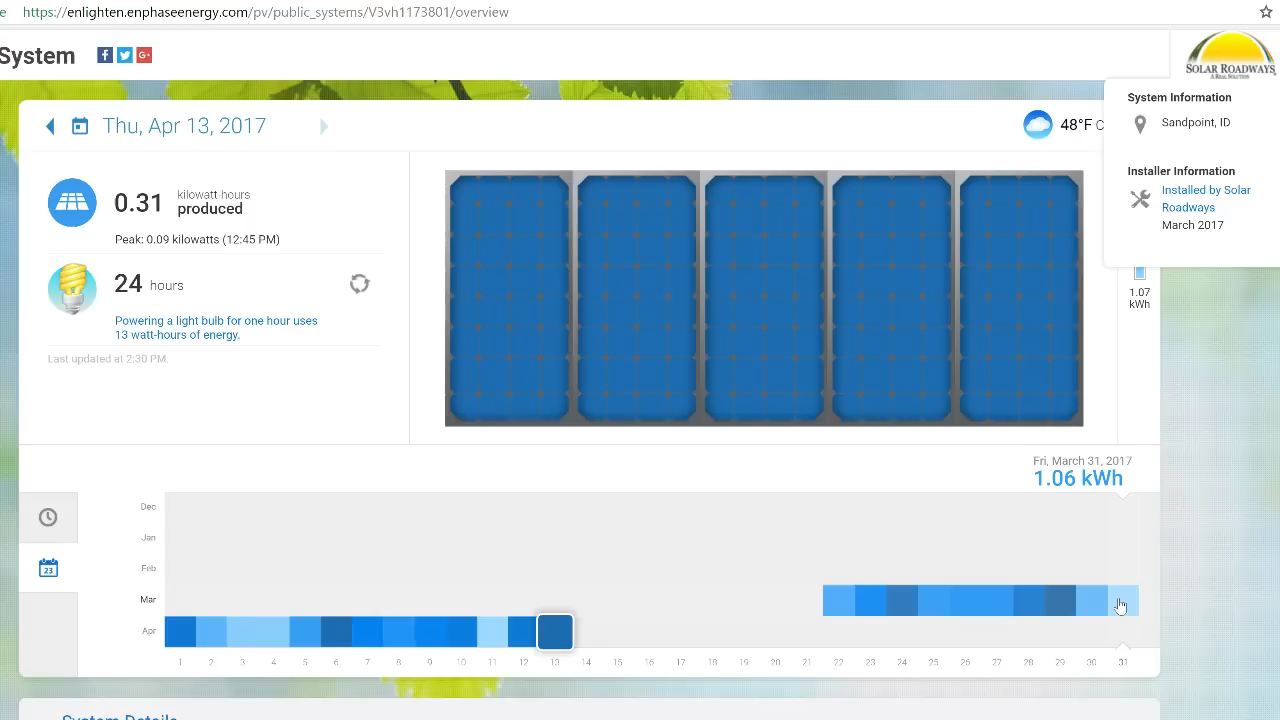 https://enlighten.enphaseenergy.com/pv/public_systems/V3vh1173801/overview
System
SOLAR ROADWAYS
A REAL SOLUTION
System Information
Sandpoint, ID
Installer Information
Installed by Solar
Roadways
March 2017
Thu, Apr 13, 2017
48°F
0.31 kilowatt-hours
produced
Peak: 0.09 kilowatts (12:45 PM)
24 hours
Powering a light bulb for one hour uses
13 watt-hours of energy.
Last updated at 2:30 PM.
1.07
kWh
Fri, March 31, 2017
1.06 kWh
Dec
Jan
Feb
Mar
Apr
23
1 2 3 4 5 6 7 8 9 10 11 12 13 14 15 16 17 18 19 20 21 22 23 24 25 26 27 28 29 30 31
System Details